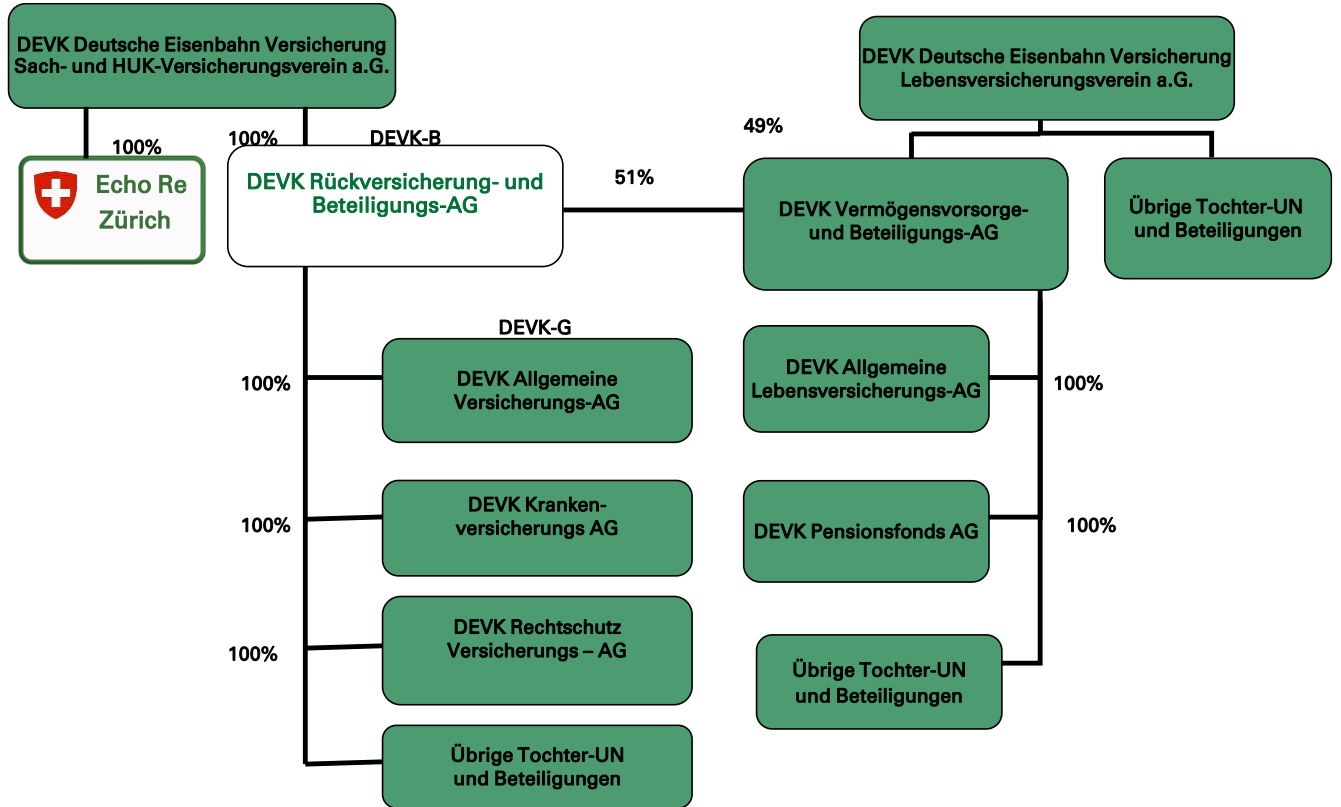 DEVK Deutsche Eisenbahn Versicherung
Sach- und HUK-Versicherungsverein a.G.
DEVK Deutsche Eisenbahn Versicherung
Lebensversicherungsverein a.G.
100%
100%
DEVK-B
49%
Echo Re
Zürich
DEVK Rückversicherung- und
Beteiligungs-AG
51%
DEVK Vermögensvorsorge-
und Beteiligungs-AG
Übrige Tochter-UN
und Beteiligungen
DEVK-G
100%
DEVK Allgemeine
Versicherungs-AG
DEVK Allgemeine
Lebensversicherungs-AG
100%
100%
DEVK Kranken-
versicherungs AG
DEVK Pensionsfonds AG
100%
100%
DEVK Rechtschutz
Versicherungs – AG
Übrige Tochter-UN
und Beteiligungen
Übrige Tochter-UN
und Beteiligungen